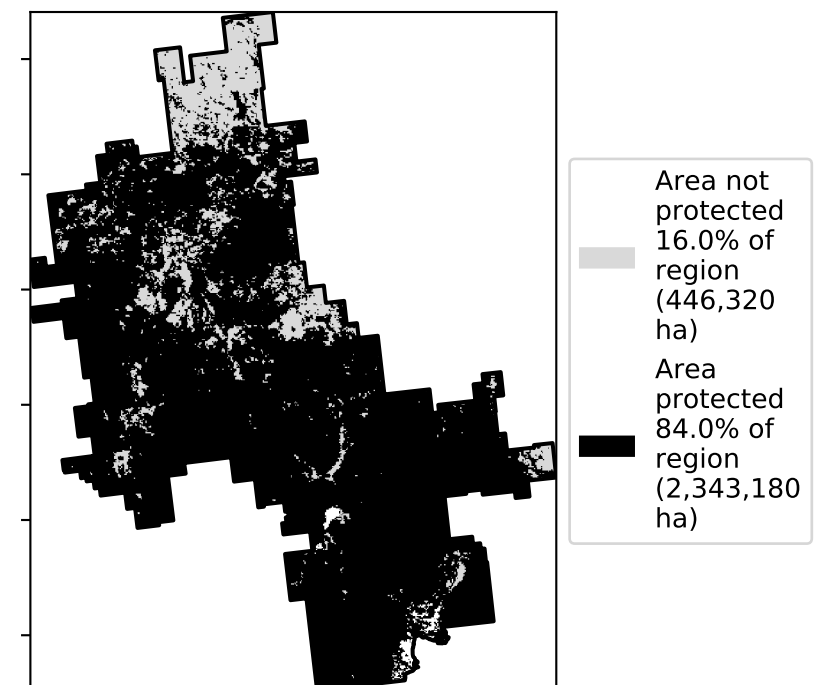 Area not
protected
16.0% of
region
(446,320
ha)
Area
protected
84.0% of
region
(2,343,180
ha)